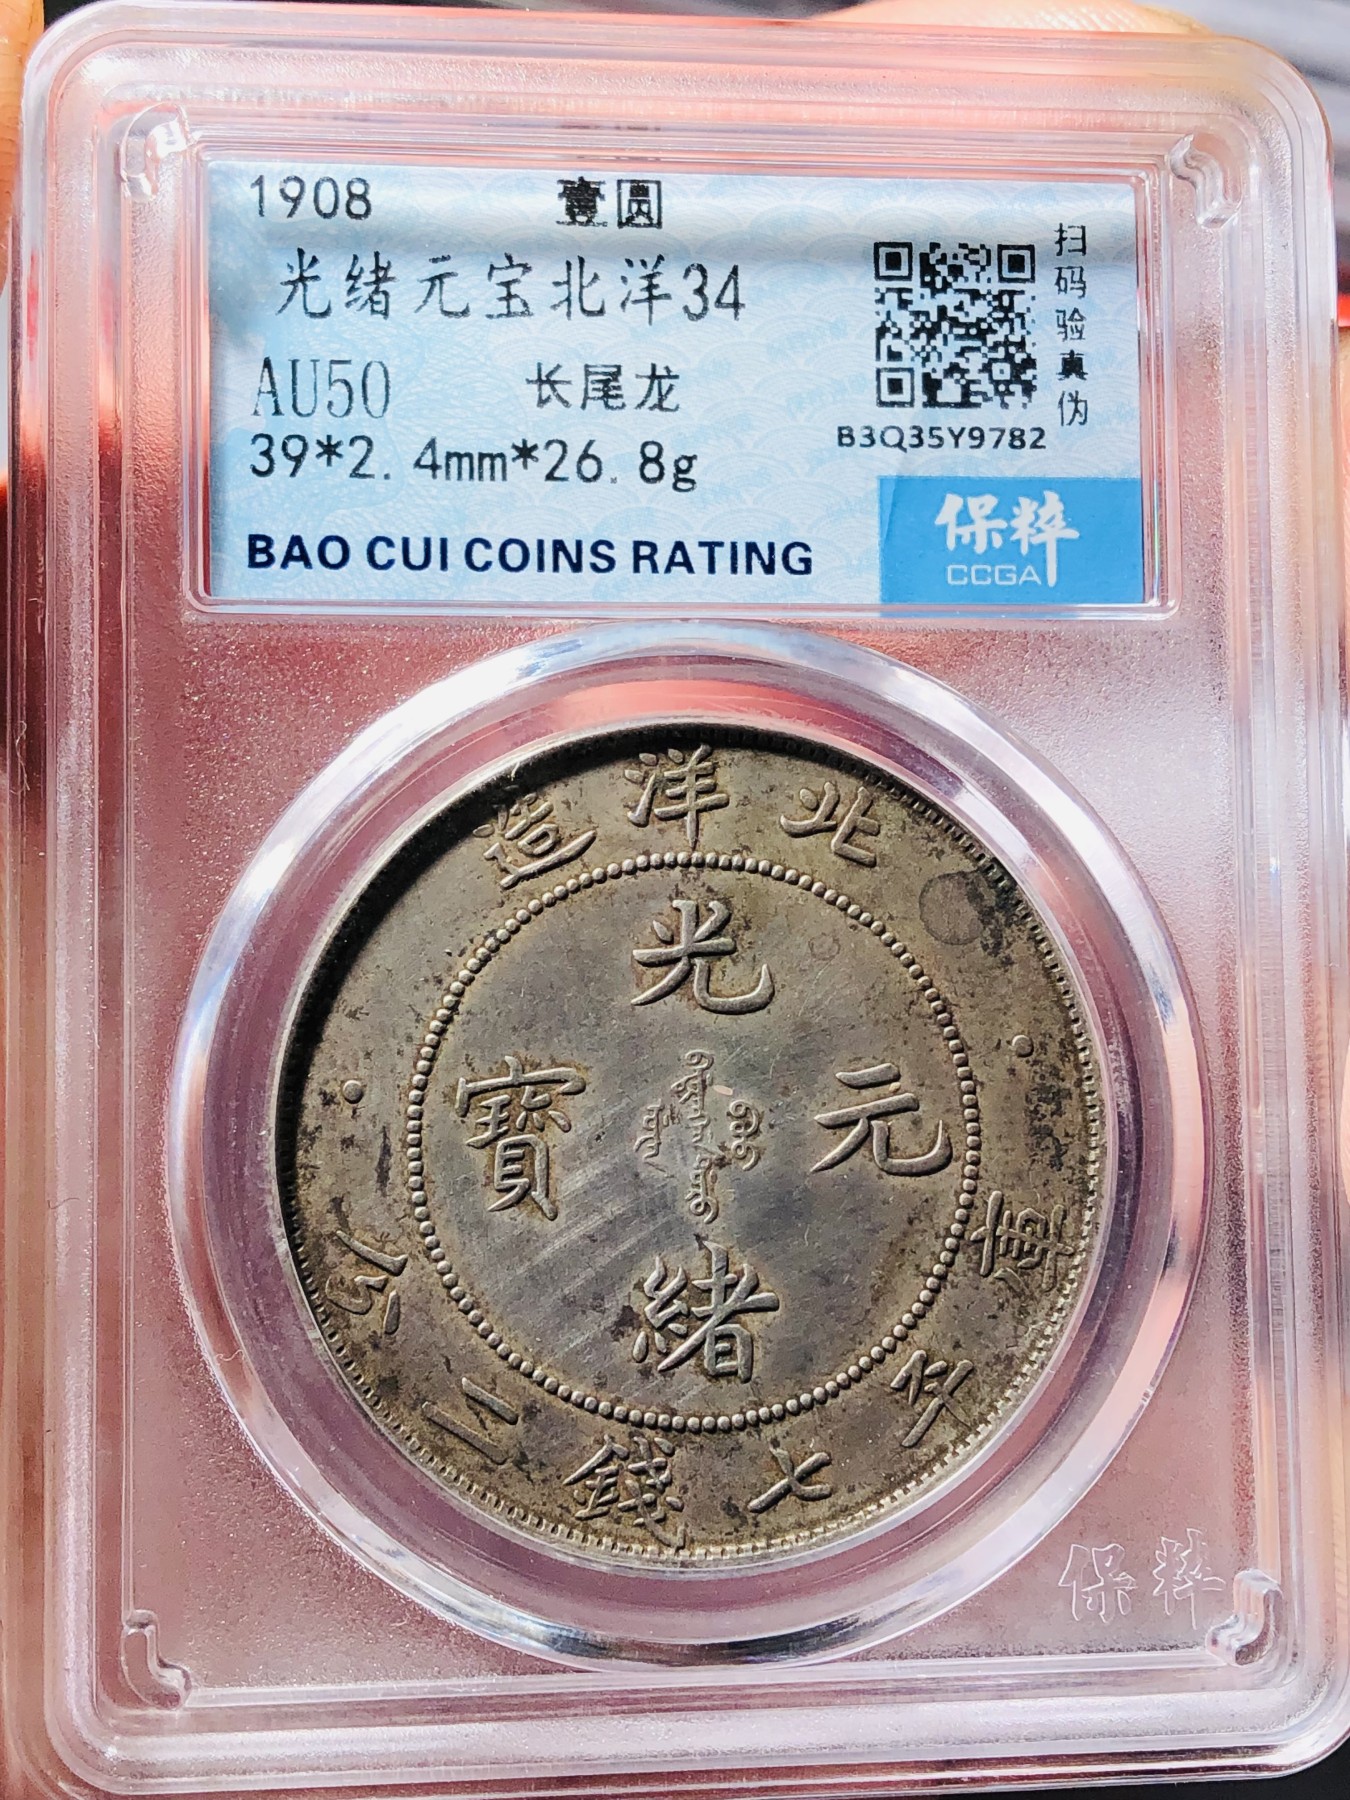 1908 壹圆
光绪元宝北洋34
AU50 长尾龙
39*2.4mm*26.8g
BAO CUI COINS RATING
扫码验真伪
B3Q35Y9782
保粹
CCGA
造洋北
光
寶 元
緒
分二錢七平庫
保粹